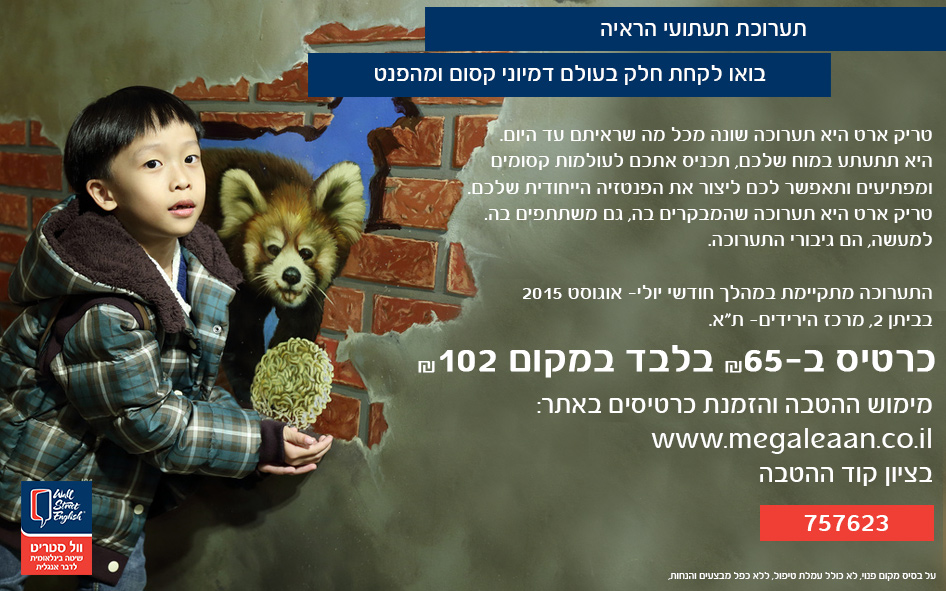 תערוכת תעתועי הראיה
בואו לקחת חלק בעולם דמיוני קסום ומהפנט
טריק ארט היא תערוכה שונה מכל מה שראיתם עד היום.
היא תתעתע במוח שלכם, תכניס אתכם לעולמות קסומים
ומפתיעים ותאפשר לכם ליצור את הפנטזיה הייחודית שלכם.
טריק ארט היא תערוכה שהמבקרים בה, גם משתתפים בה.
למעשה, הם גיבורי התערוכה.
התערוכה מתקיימת במהלך חודשי יולי- אוגוסט 2015
בביתן 2, מרכז הירידים- ת"א.
כרטיס ב-65₪ בלבד במקום 102₪
מימוש ההטבה והזמנת כרטיסים באתר:
www.megaleaan.co.il
בציון קוד ההטבה
757623
על בסיס מקום פנוי, לא כולל עמלת טיפול, ללא כפל מבצעים והנחות.
Wall
Street
English
וול סטריט
שיטה בינלאומית
לדבר אנגלית